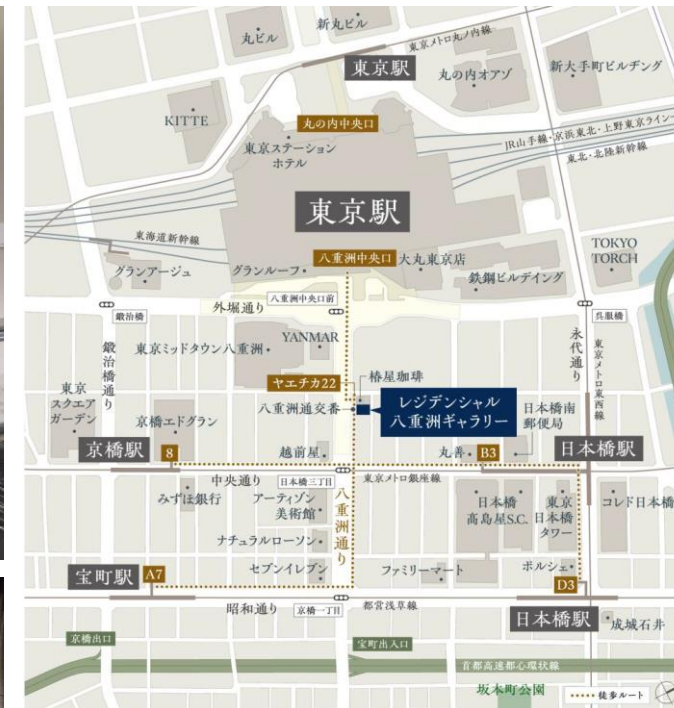 新丸ビル
丸ビル
東京メトロ丸ノ内線
東京駅
丸の内オアゾ
新大手町ビルヂング
KITTE
丸の内中央口
東京ステーション
ホテル
JR山手線・京浜東北・上野東京ライン
東北・北陸新幹線
東京駅
東海道新幹線
グランアージュ
グランルーフ
八重洲中央口
大丸東京店
鉄鋼ビルデイング
TOKYO
TORCH
鍛冶橋
外堀通り
八重洲中央口前
呉服橋
鍛冶橋通り
東京ミッドタウン八重洲
YANMAR
永代通り
東京メトロ東西線
東京
スクエア
ガーデン
京橋エドグラン
ヤエチカ22
椿屋珈琲
八重洲通交番
レジデンシャル
八重洲ギャラリー
日本橋南
郵便局
京橋駅
8
越前屋
丸善
B3
日本橋駅
中央通り
日本橋三丁目
東京メトロ銀座線
みずほ銀行
アーティゾン
美術館
八重洲通り
日本橋
高島屋S.C.
東京
日本橋
タワー
コレド日本橋
ナチュラルローソン
宝町駅
A7
セブンイレブン
ファミリーマート
ポルシェ
D3
昭和通り
京橋一丁目
都営浅草線
日本橋駅
成城石井
京橋出口
宝町出入口
首都高速都心環状線
坂本町公園
徒歩ルート